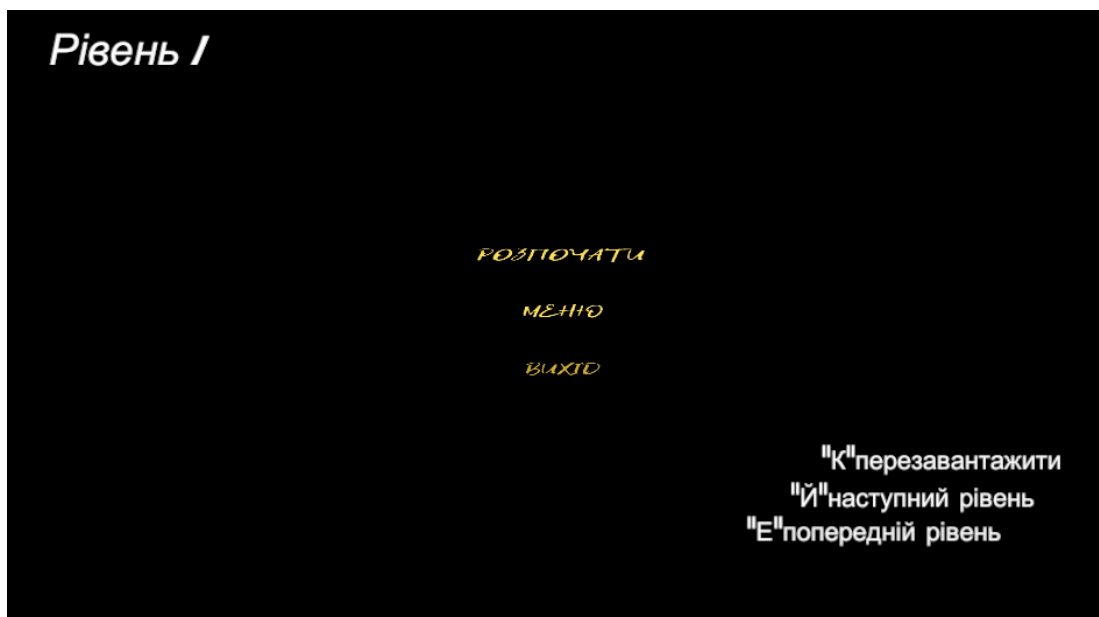 Рівень 1
РОЗПОЧАТИ
МЕНЮ
ВИХІД
"К"перезавантажити
"Й"наступний рівень
"Е"попередній рівень